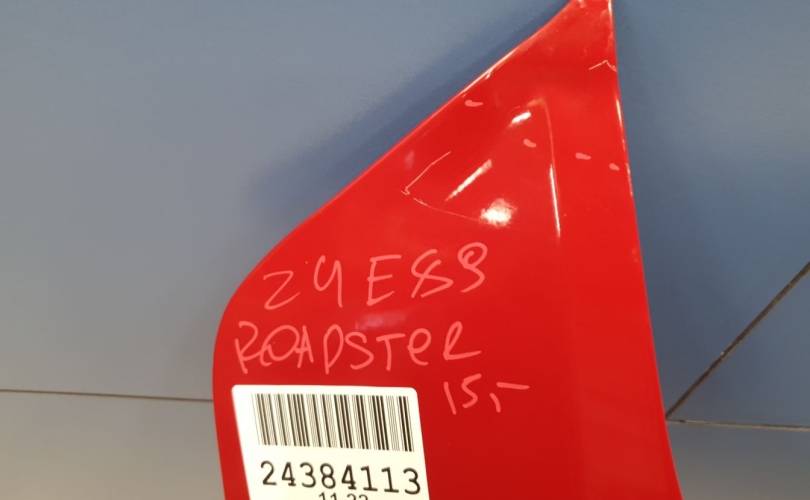 Z4 E89
ROADSTER
15,-
24384113